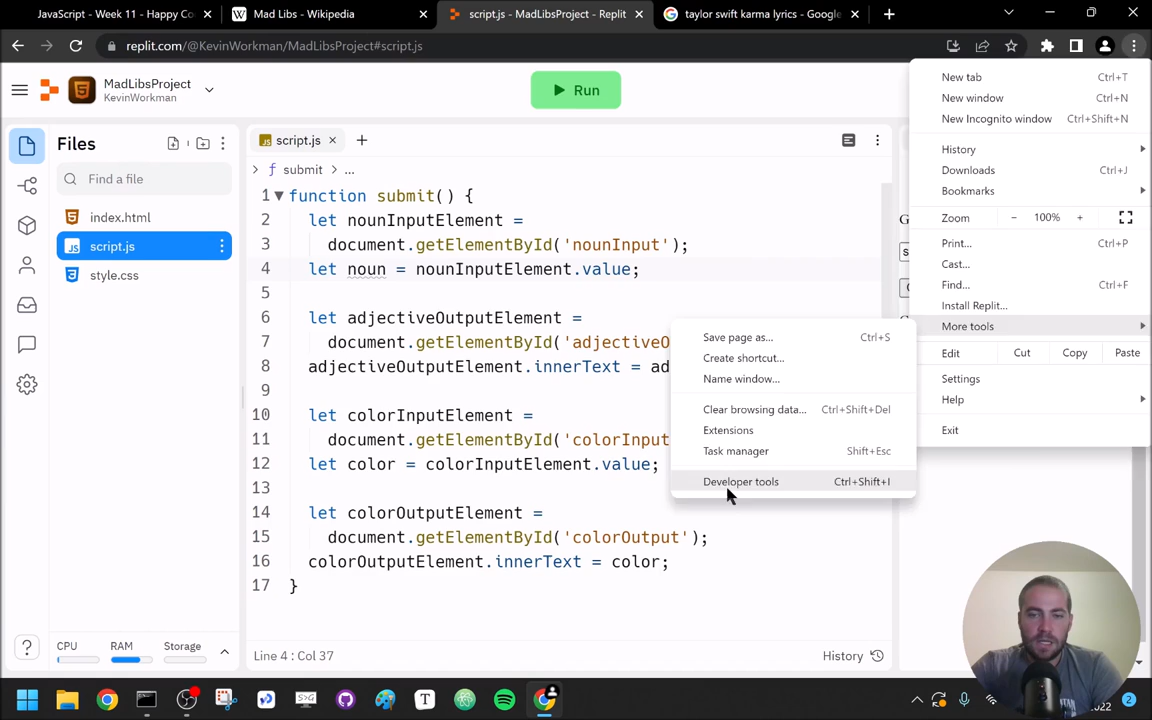 JavaScript - Week 11 - Happy Co
Mad Libs - Wikipedia
script.js - MadLibsProject - Replit
taylor swift karma lyrics - Google
replit.com/@KevinWorkman/MadLibsProject#script.js
MadLibsProject
KevinWorkman
Run
Files
Find a file
index.html
script.js
style.css
CPU
RAM
Storage
script.js
submit
...
1 function submit() {
2 let nounInputElement =
3 document.getElementById('nounInput');
4 let noun = nounInputElement.value;
5
6 let adjectiveOutputElement =
7 document.getElementById('adjectiveO
8 adjectiveOutputElement.innerText = ad
9
10 let colorInputElement =
11 document.getElementById('colorInput
12 let color = colorInputElement.value;
13
14 let colorOutputElement =
15 document.getElementById('colorOutput');
16 colorOutputElement.innerText = color;
17 }
Line 4 : Col 37
History
New tab Ctrl+T
New window Ctrl+N
New Incognito window Ctrl+Shift+N
History
Downloads Ctrl+J
Bookmarks
Zoom − 100% +
Print... Ctrl+P
Cast...
Find... Ctrl+F
Install Replit...
More tools
Edit Cut Copy Paste
Settings
Help
Exit
Save page as... Ctrl+S
Create shortcut...
Name window...
Clear browsing data... Ctrl+Shift+Del
Extensions
Task manager Shift+Esc
Developer tools Ctrl+Shift+I
2